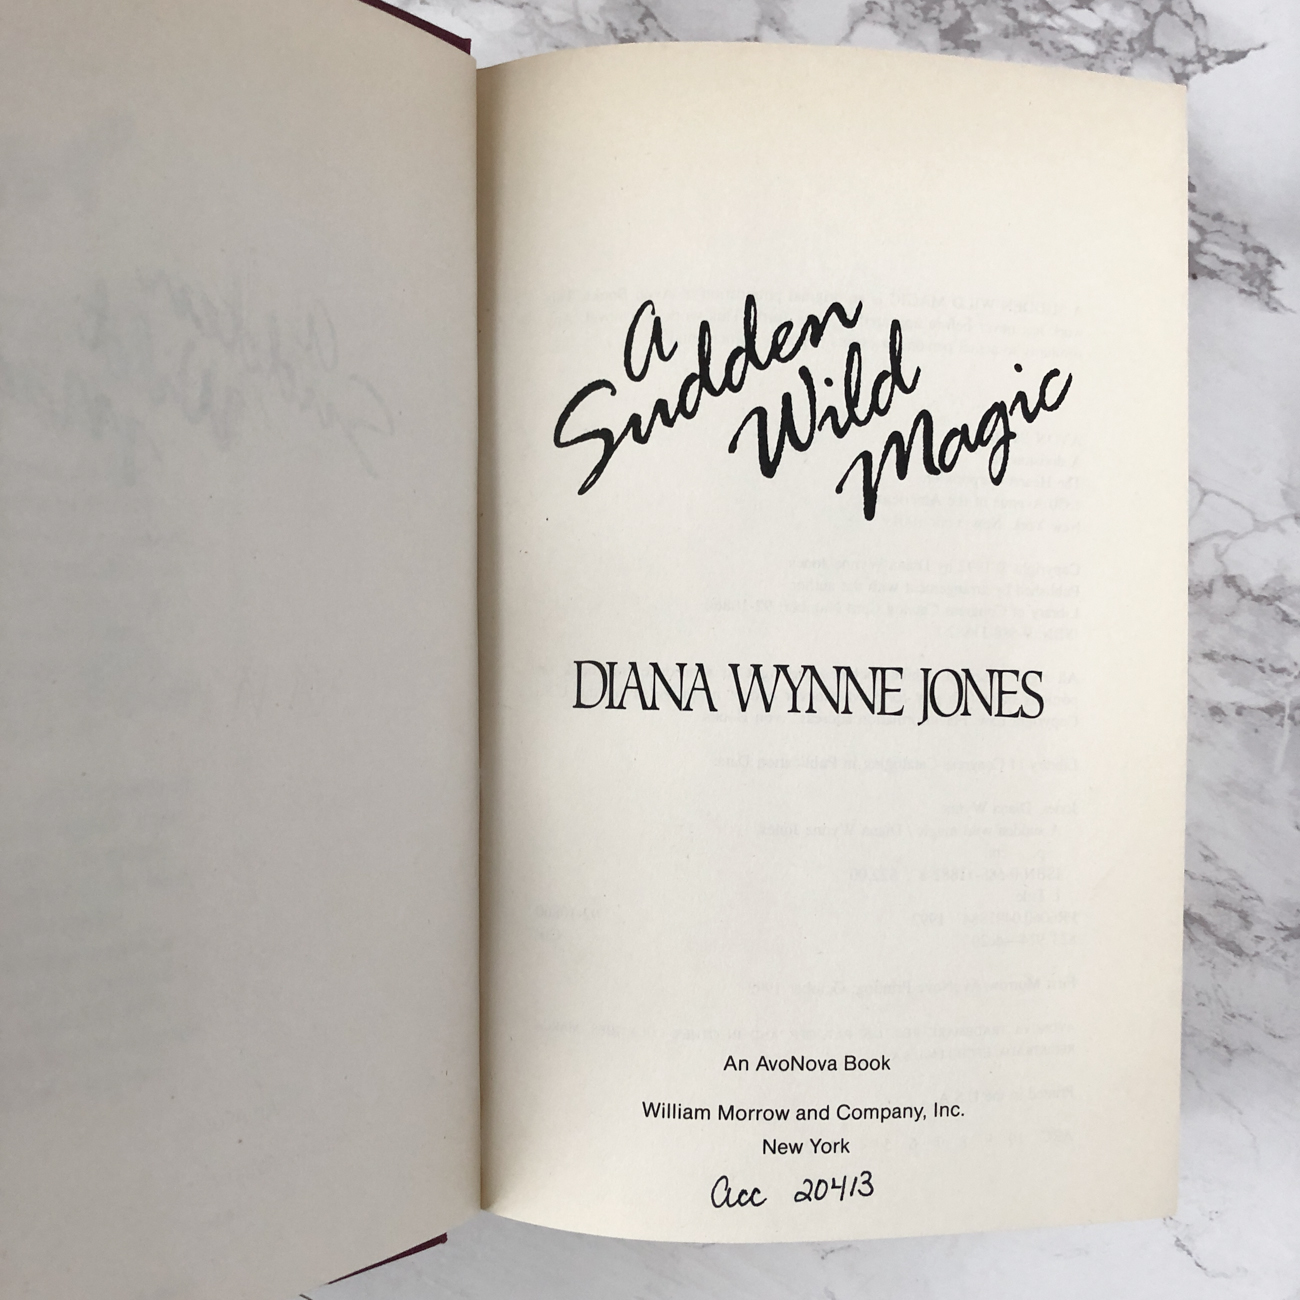 A
Sudden
Wild
Magic
DIANA WYNNE JONES
An AvoNova Book
William Morrow and Company, Inc.
New York
acc 20413